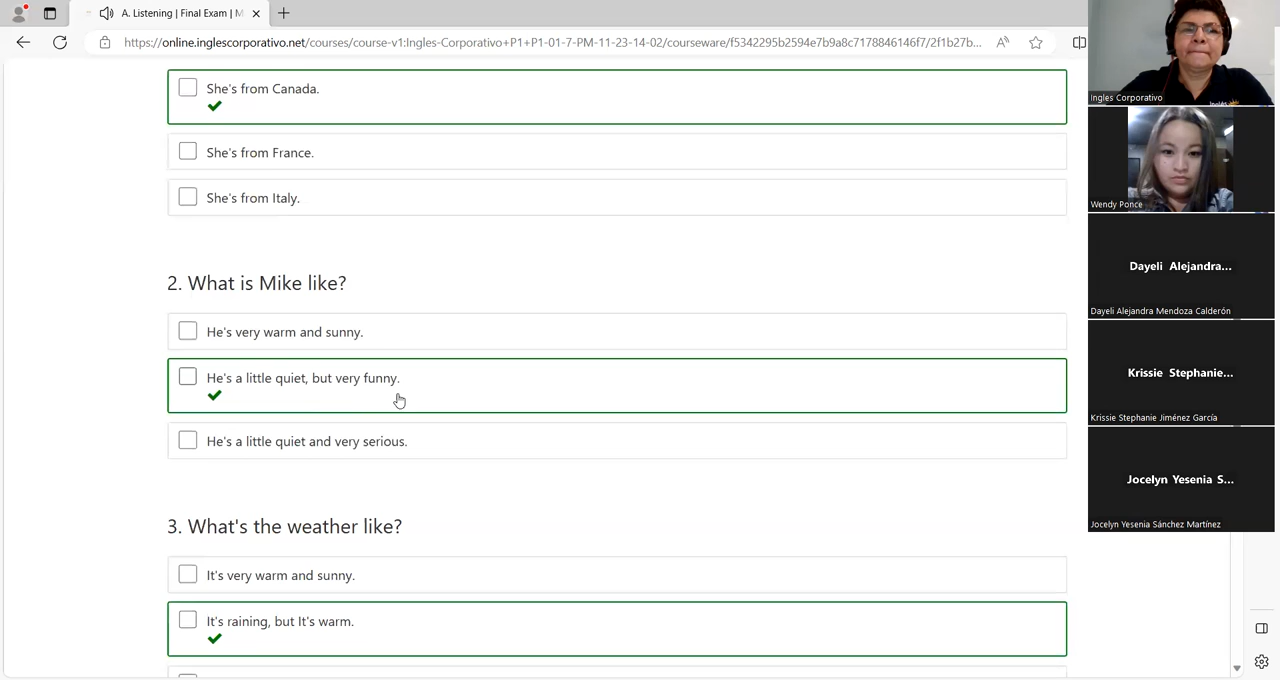 A. Listening | Final Exam | M
https://online.inglescorporativo.net/courses/course-v1:Ingles-Corporativo+P1+P1-01-7-PM-11-23-14-02/courseware/f5342295b2594e7b9a8c7178846146f7/2f1b27b...
She's from Canada.
She's from France.
She's from Italy.
2. What is Mike like?
He's very warm and sunny.
He's a little quiet, but very funny.
He's a little quiet and very serious.
3. What's the weather like?
It's very warm and sunny.
It's raining, but It's warm.
Ingles Corporativo
Wendy Ponce
Dayeli Alejandra...
Dayeli Alejandra Mendoza Calderón
Krissie Stephanie...
Krissie Stephanie Jiménez García
Jocelyn Yesenia S...
Jocelyn Yesenia Sánchez Martínez